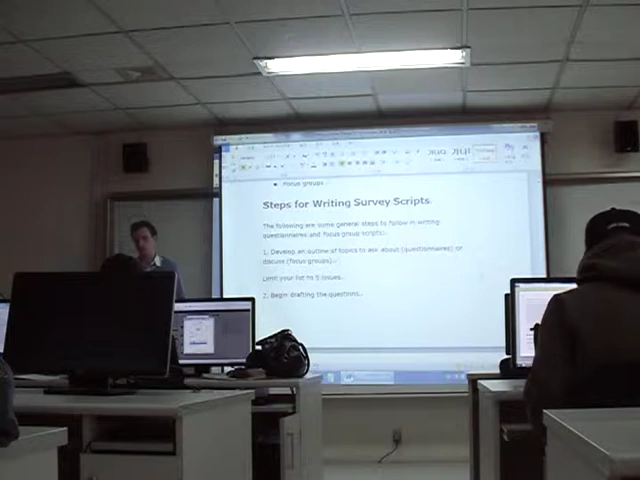 Focus groups
Steps for Writing Survey Scripts
The following are some general steps to follow in writing
questionnaires and focus group scripts:
1. Develop an outline of topics to ask about (questionnaires) or
discuss (focus groups).
Limit your list to 5 issues.
2. Begin drafting the questions.